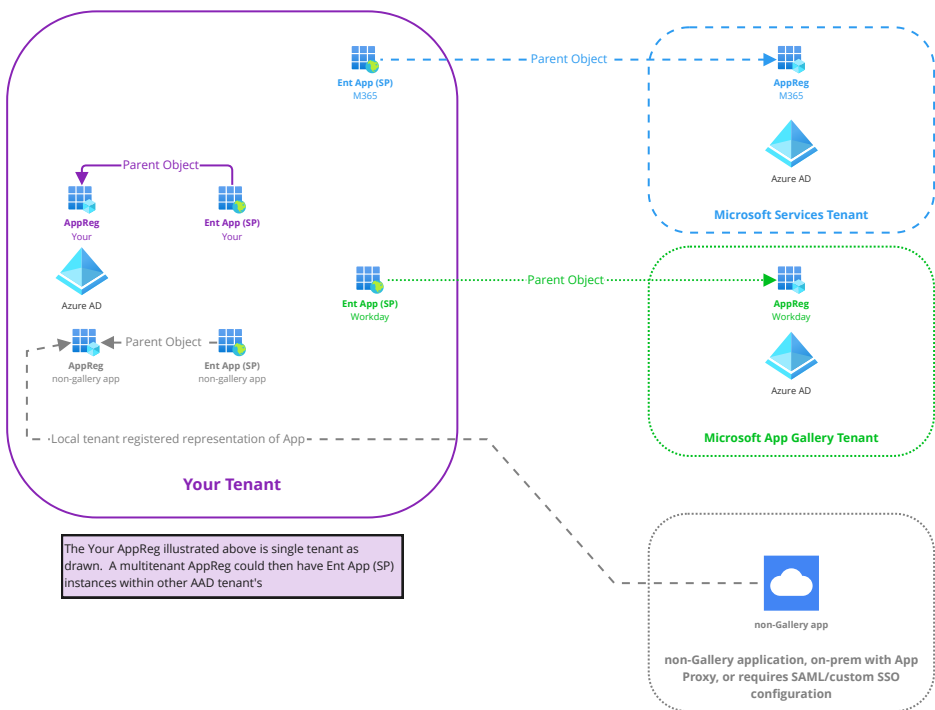 Ent App (SP)
M365
Parent Object
AppReg
M365
Azure AD
Microsoft Services Tenant
Parent Object
AppReg
Your
Ent App (SP)
Your
Azure AD
Ent App (SP)
Workday
Parent Object
AppReg
Workday
Azure AD
Microsoft App Gallery Tenant
AppReg
non-gallery app
Parent Object
Ent App (SP)
non-gallery app
Local tenant registered representation of App
Your Tenant
The Your AppReg illustrated above is single tenant as
drawn. A multitenant AppReg could then have Ent App (SP)
instances within other AAD tenant's
non-Gallery app
non-Gallery application, on-prem with App
Proxy, or requires SAML/custom SSO
configuration